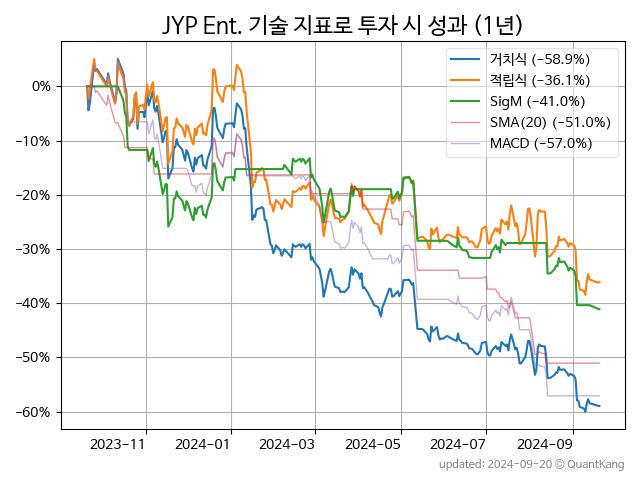 JYP Ent. 기술 지표로 투자 시 성과 (1년)
거치식 (−58.9%)
적립식 (−36.1%)
SigM (−41.0%)
SMA(20) (−51.0%)
MACD (−57.0%)
0%
−10%
−20%
−30%
−40%
−50%
−60%
2023−11 2024−01 2024−03 2024−05 2024−07 2024−09
updated: 2024−09−20 © QuantKang